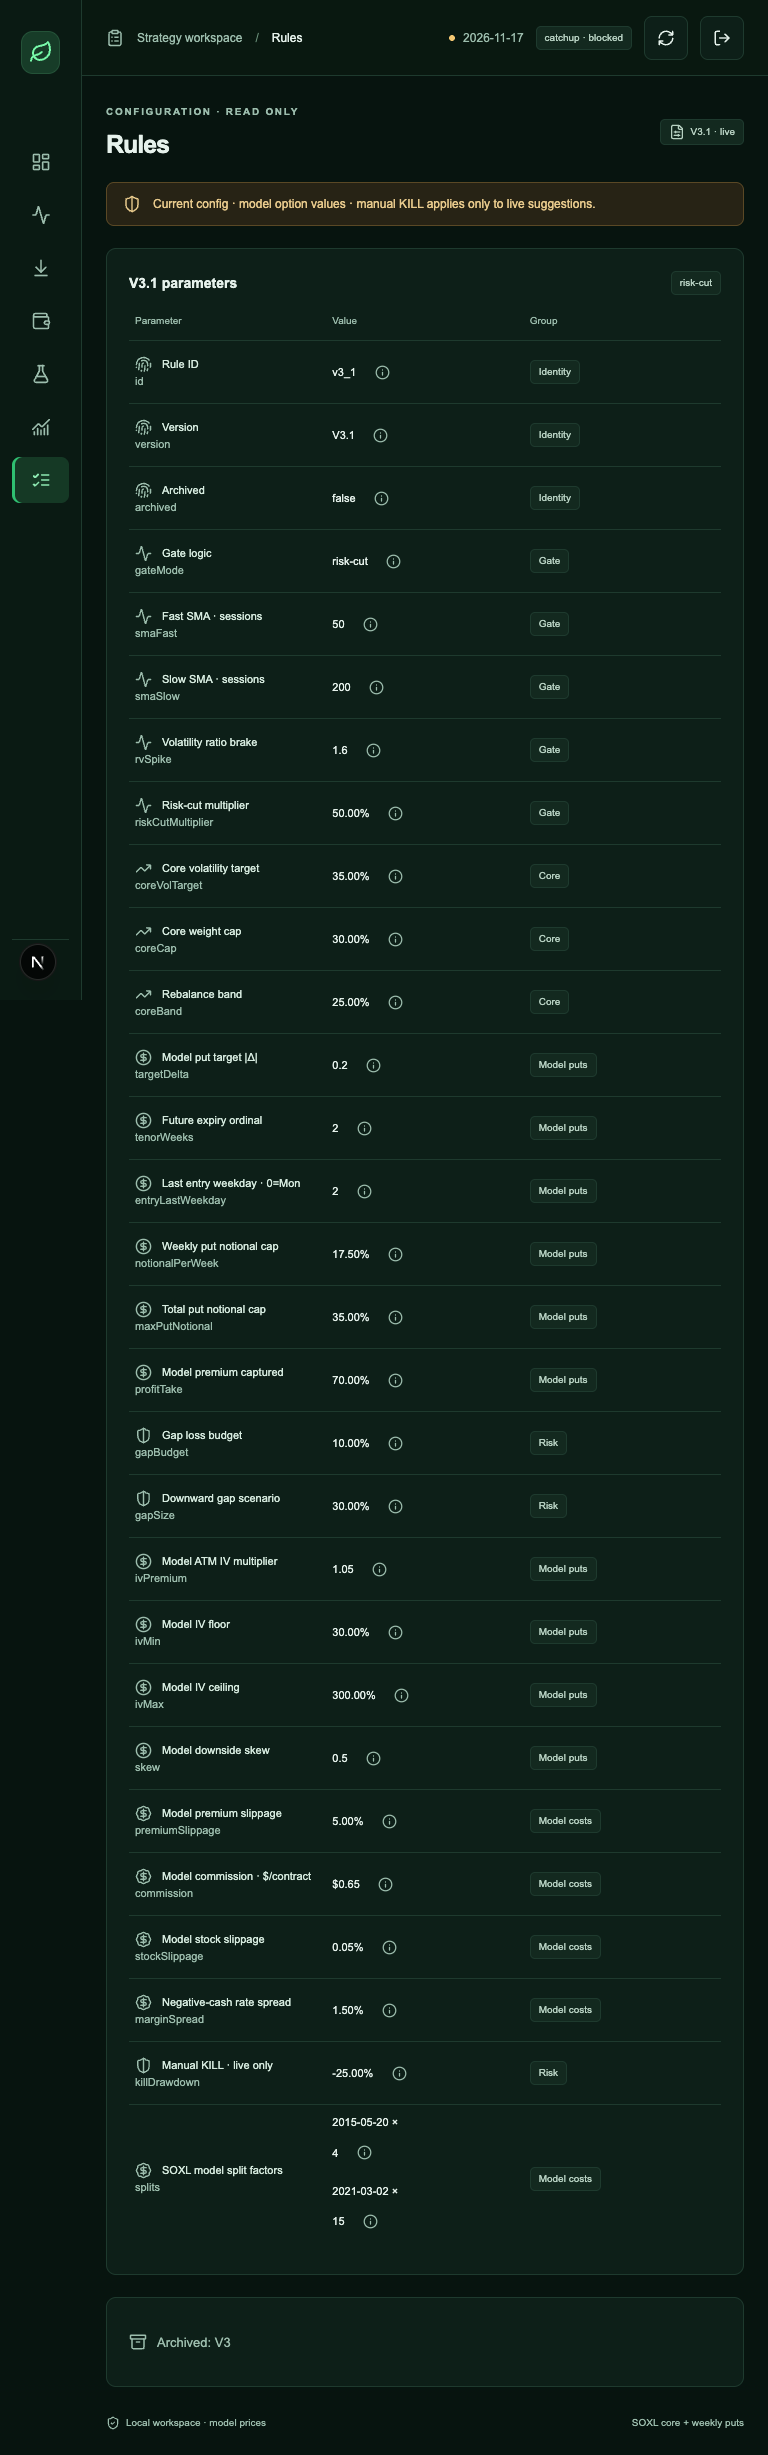 Strategy workspace / Rules
2026-11-17
catchup · blocked
CONFIGURATION · READ ONLY
Rules
V3.1 · live
Current config · model option values · manual KILL applies only to live suggestions.
V3.1 parameters
risk-cut
Parameter Value Group
Rule ID
id
v3_1
Identity
Version
version
V3.1
Identity
Archived
archived
false
Identity
Gate logic
gateMode
risk-cut
Gate
Fast SMA · sessions
smaFast
50
Gate
Slow SMA · sessions
smaSlow
200
Gate
Volatility ratio brake
rvSpike
1.6
Gate
Risk-cut multiplier
riskCutMultiplier
50.00%
Gate
Core volatility target
coreVolTarget
35.00%
Core
Core weight cap
coreCap
30.00%
Core
Rebalance band
coreBand
25.00%
Core
Model put target |Δ|
targetDelta
0.2
Model puts
Future expiry ordinal
tenorWeeks
2
Model puts
Last entry weekday · 0=Mon
entryLastWeekday
2
Model puts
Weekly put notional cap
notionalPerWeek
17.50%
Model puts
Total put notional cap
maxPutNotional
35.00%
Model puts
Model premium captured
profitTake
70.00%
Model puts
Gap loss budget
gapBudget
10.00%
Risk
Downward gap scenario
gapSize
30.00%
Risk
Model ATM IV multiplier
ivPremium
1.05
Model puts
Model IV floor
ivMin
30.00%
Model puts
Model IV ceiling
ivMax
300.00%
Model puts
Model downside skew
skew
0.5
Model puts
Model premium slippage
premiumSlippage
5.00%
Model costs
Model commission · $/contract
commission
$0.65
Model costs
Model stock slippage
stockSlippage
0.05%
Model costs
Negative-cash rate spread
marginSpread
1.50%
Model costs
Manual KILL · live only
killDrawdown
-25.00%
Risk
SOXL model split factors
splits
2015-05-20 ×
4
2021-03-02 ×
15
Model costs
Archived: V3
Local workspace · model prices
SOXL core + weekly puts